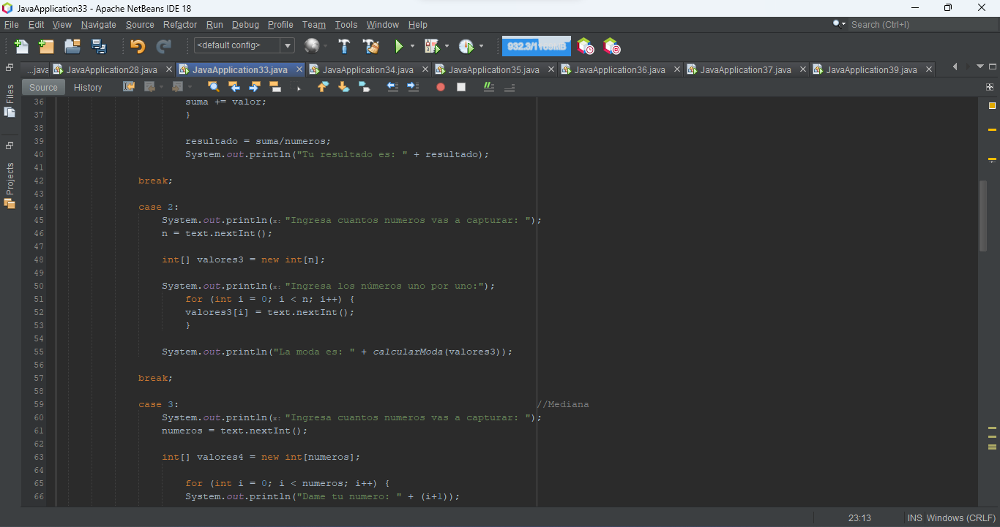 JavaApplication33 - Apache NetBeans IDE 18
File Edit View Navigate Source Refactor Run Debug Profile Team Tools Window Help
Search (Ctrl+I)
<default config>
...java JavaApplication28.java JavaApplication33.java JavaApplication34.java JavaApplication35.java JavaApplication36.java JavaApplication37.java JavaApplication39.java
Files
Projects
Source History
36 suma += valor;
37 }
38
39 resultado = suma/numeros;
40 System.out.println("Tu resultado es: " + resultado);
41
42 break;
43
44 case 2:
45 System.out.println(x: "Ingresa cuantos numeros vas a capturar: ");
46 n = text.nextInt();
47
48 int[] valores3 = new int[n];
49
50 System.out.println(x: "Ingresa los números uno por uno:");
51 for (int i = 0; i < n; i++) {
52 valores3[i] = text.nextInt();
53 }
54
55 System.out.println("La moda es: " + calcularModa(valores3));
56
57 break;
58
59 case 3: //Mediana
60 System.out.println(x: "Ingresa cuantos numeros vas a capturar: ");
61 numeros = text.nextInt();
62
63 int[] valores4 = new int[numeros];
64
65 for (int i = 0; i < numeros; i++) {
66 System.out.println("Dame tu numero: " + (i+1));
23:13 INS Windows (CRLF)